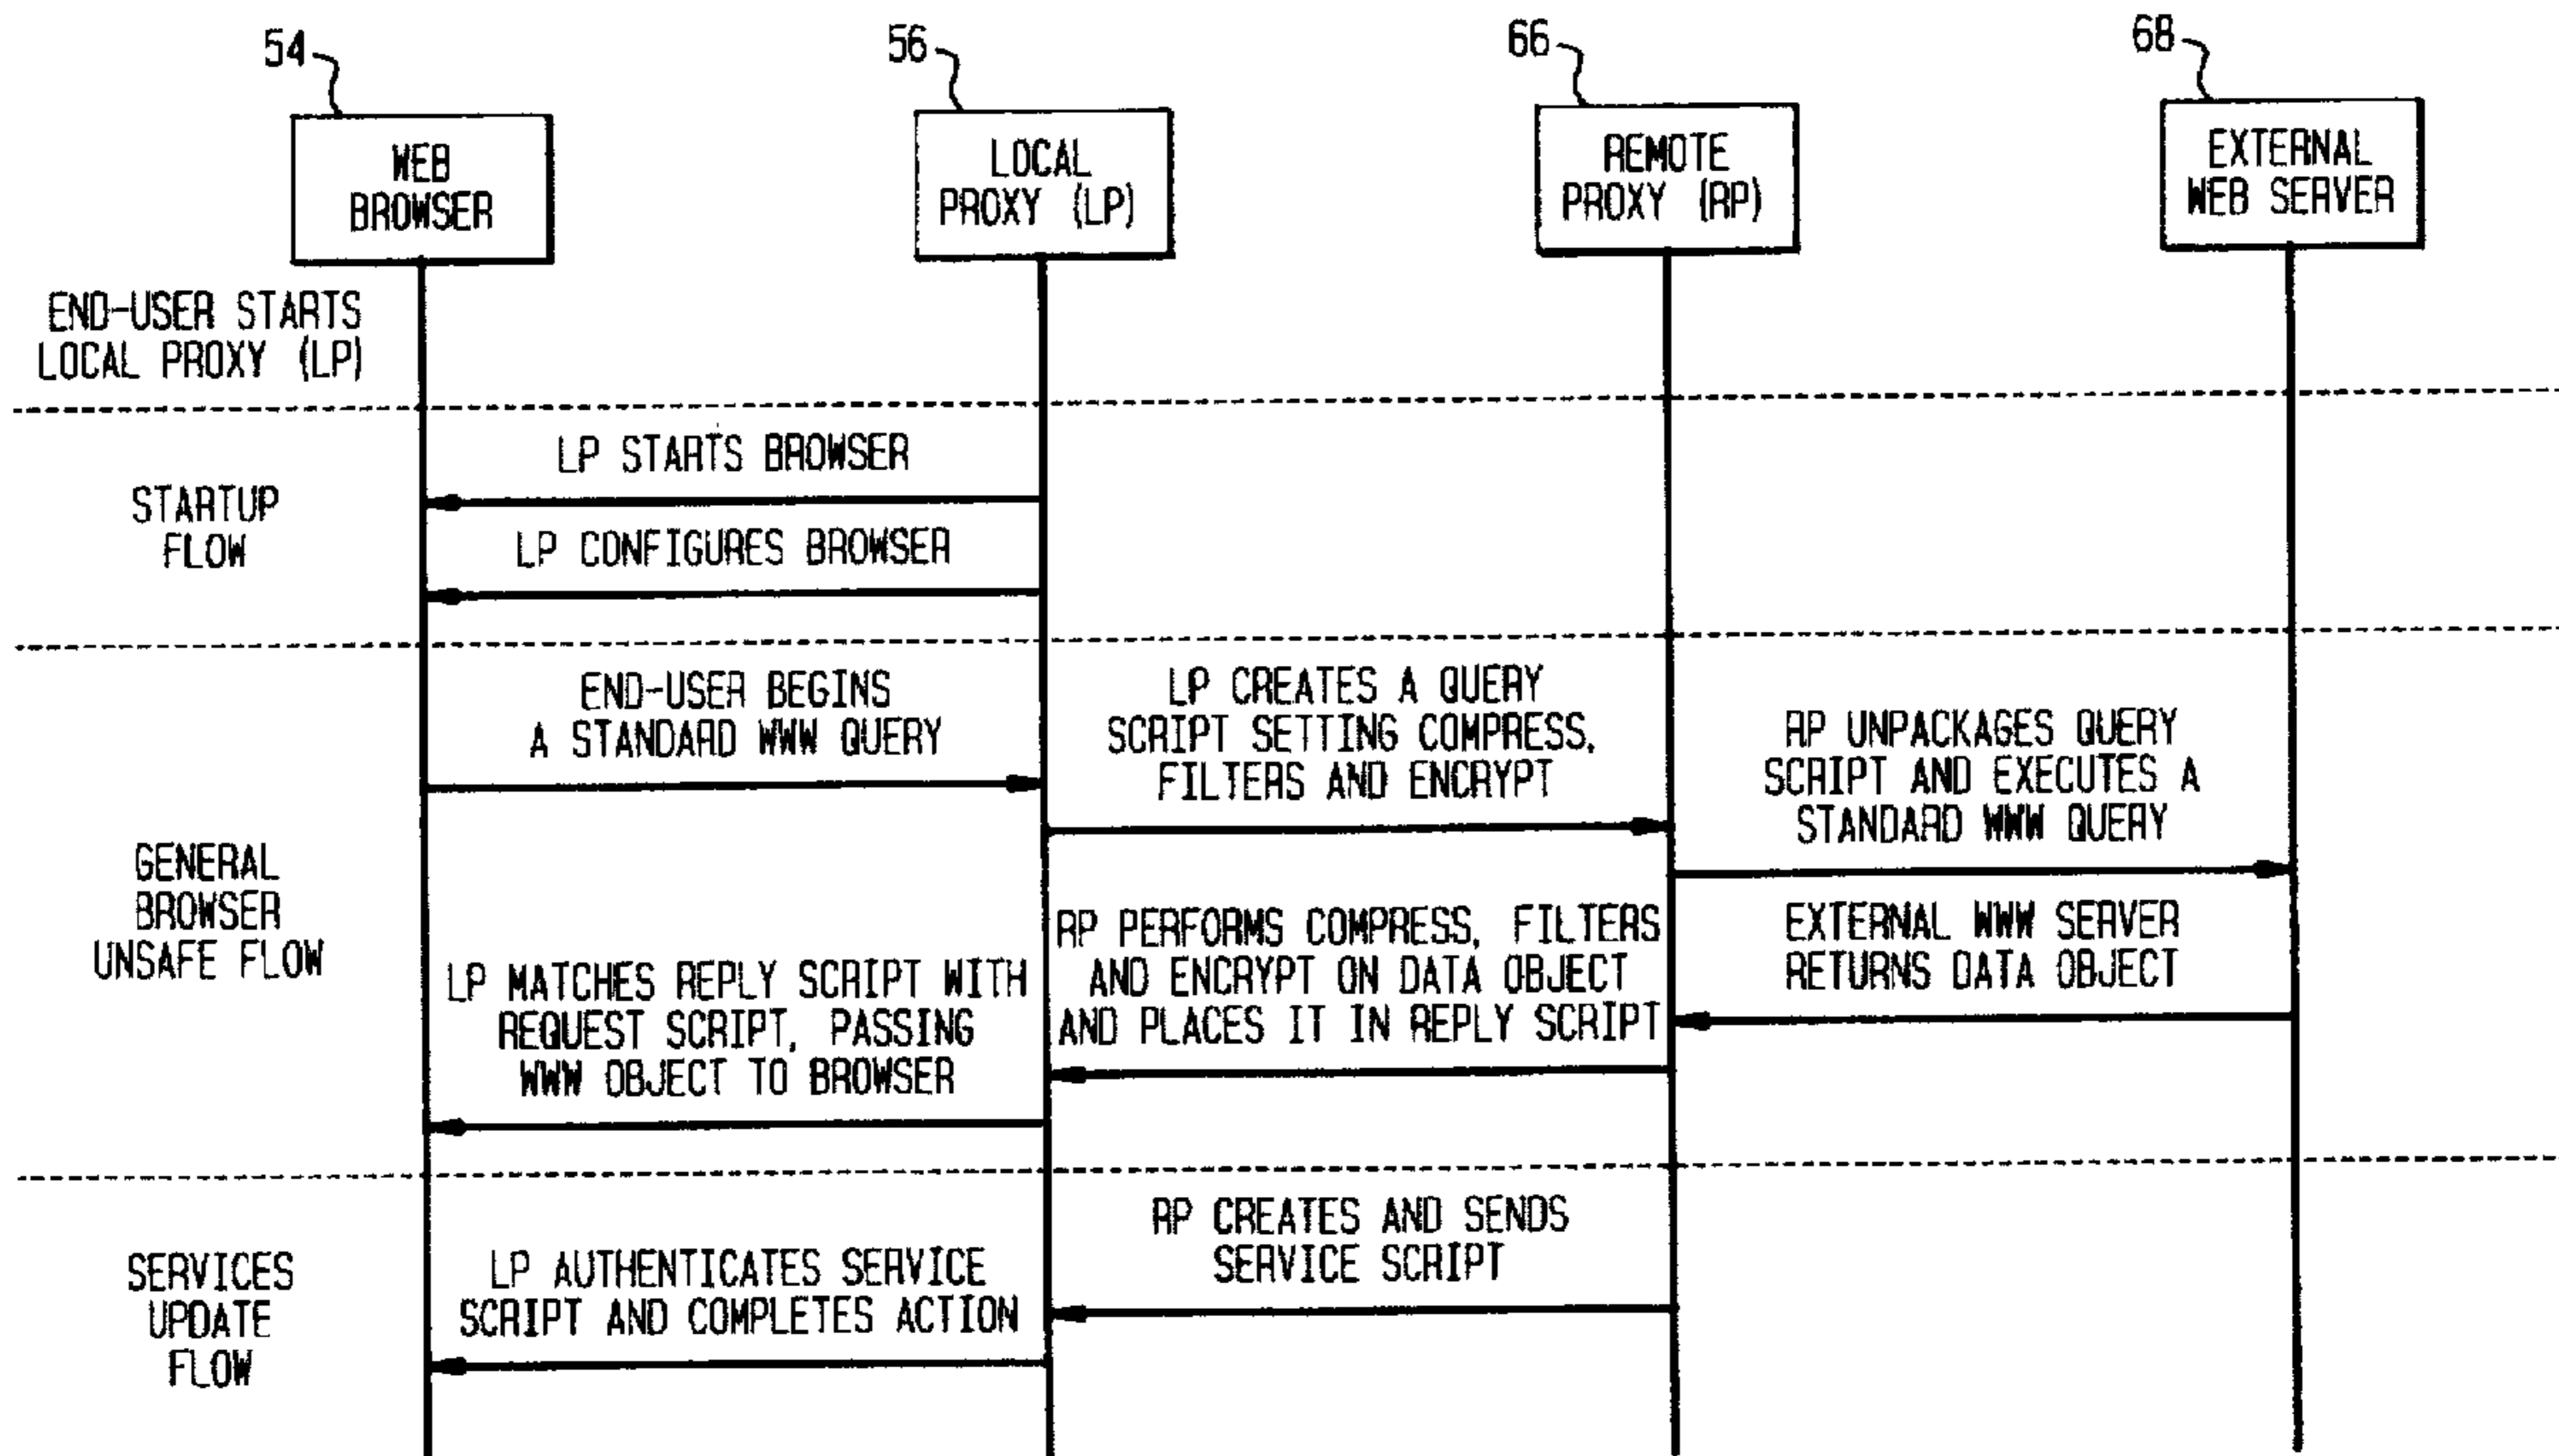 54
56
66
68
WEB
BROWSER
LOCAL
PROXY (LP)
REMOTE
PROXY (RP)
EXTERNAL
WEB SERVER
END-USER STARTS
LOCAL PROXY (LP)
STARTUP
FLOW
LP STARTS BROWSER
LP CONFIGURES BROWSER
GENERAL
BROWSER
UNSAFE FLOW
END-USER BEGINS
A STANDARD WWW QUERY
LP CREATES A QUERY
SCRIPT SETTING COMPRESS,
FILTERS AND ENCRYPT
RP UNPACKAGES QUERY
SCRIPT AND EXECUTES A
STANDARD WWW QUERY
EXTERNAL WWW SERVER
RETURNS DATA OBJECT
RP PERFORMS COMPRESS, FILTERS
AND ENCRYPT ON DATA OBJECT
AND PLACES IT IN REPLY SCRIPT
LP MATCHES REPLY SCRIPT WITH
REQUEST SCRIPT, PASSING
WWW OBJECT TO BROWSER
SERVICES
UPDATE
FLOW
RP CREATES AND SENDS
SERVICE SCRIPT
LP AUTHENTICATES SERVICE
SCRIPT AND COMPLETES ACTION